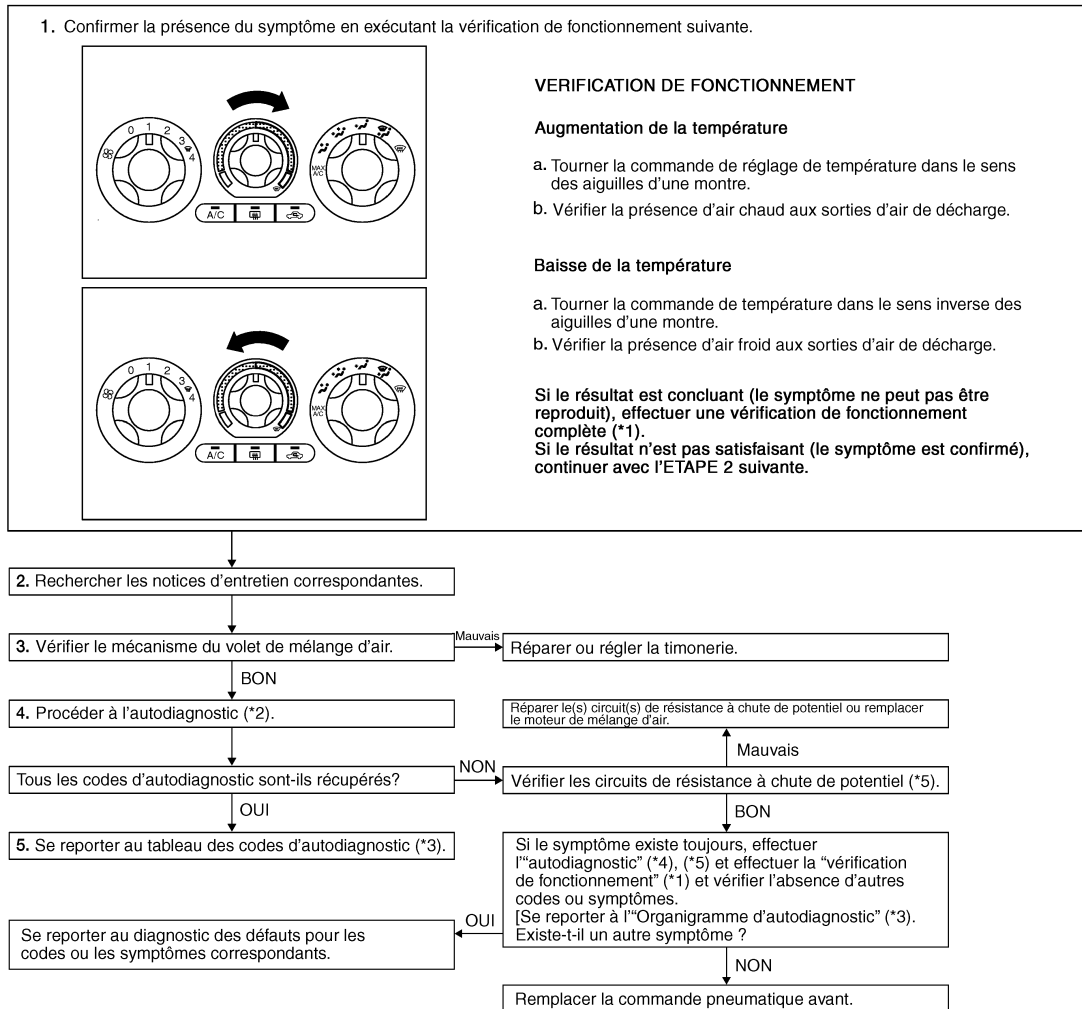 1. Confirmer la présence du symptôme en exécutant la vérification de fonctionnement suivante.
0 1 2 3 4
MAX A/C
A/C
VERIFICATION DE FONCTIONNEMENT
Augmentation de la température
a. Tourner la commande de réglage de température dans le sens
des aiguilles d'une montre.
b. Vérifier la présence d'air chaud aux sorties d'air de décharge.
0 1 2 3 4
MAX A/C
A/C
Baisse de la température
a. Tourner la commande de température dans le sens inverse des
aiguilles d'une montre.
b. Vérifier la présence d'air froid aux sorties d'air de décharge.
Si le résultat est concluant (le symptôme ne peut pas être
reproduit), effectuer une vérification de fonctionnement
complète (*1).
Si le résultat n'est pas satisfaisant (le symptôme est confirmé),
continuer avec l'ETAPE 2 suivante.
2. Rechercher les notices d'entretien correspondantes.
3. Vérifier le mécanisme du volet de mélange d'air.
Mauvais
Réparer ou régler la timonerie.
BON
4. Procéder à l'autodiagnostic (*2).
Réparer le(s) circuit(s) de résistance à chute de potentiel ou remplacer
le moteur de mélange d'air.
Mauvais
Tous les codes d'autodiagnostic sont-ils récupérés?
NON
Vérifier les circuits de résistance à chute de potentiel (*5).
OUI
BON
5. Se reporter au tableau des codes d'autodiagnostic (*3).
Si le symptôme existe toujours, effectuer
l'"autodiagnostic" (*4), (*5) et effectuer la "vérification
de fonctionnement" (*1) et vérifier l'absence d'autres
codes ou symptômes.
[Se reporter à l'"Organigramme d'autodiagnostic" (*3).
Existe-t-il un autre symptôme ?
OUI
Se reporter au diagnostic des défauts pour les
codes ou les symptômes correspondants.
NON
Remplacer la commande pneumatique avant.